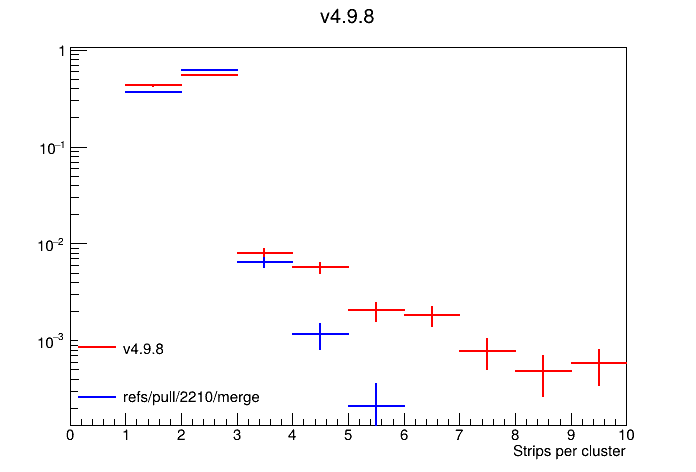 v4.9.8
1
10⁻¹
10⁻²
10⁻³
v4.9.8
refs/pull/2210/merge
0 1 2 3 4 5 6 7 8 9 10
Strips per cluster